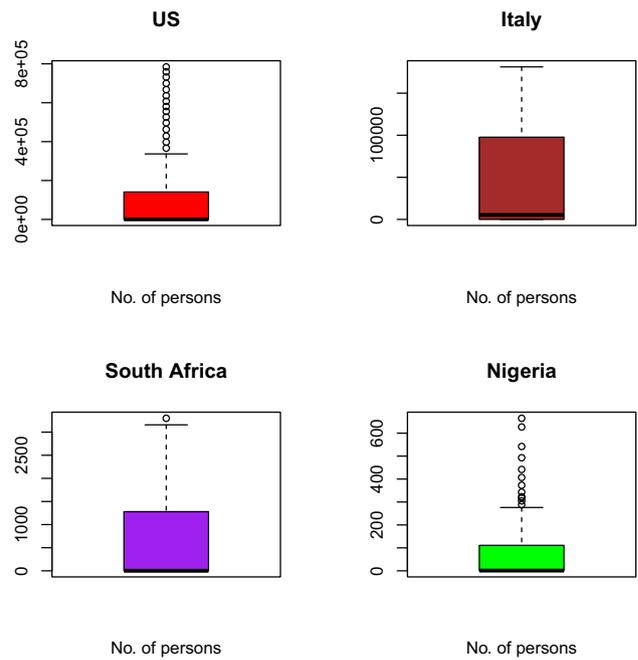 US
Italy
8e+05
4e+05
0e+00
100000
0
No. of persons
No. of persons
South Africa
Nigeria
2500
1000
0
600
400
200
0
No. of persons
No. of persons